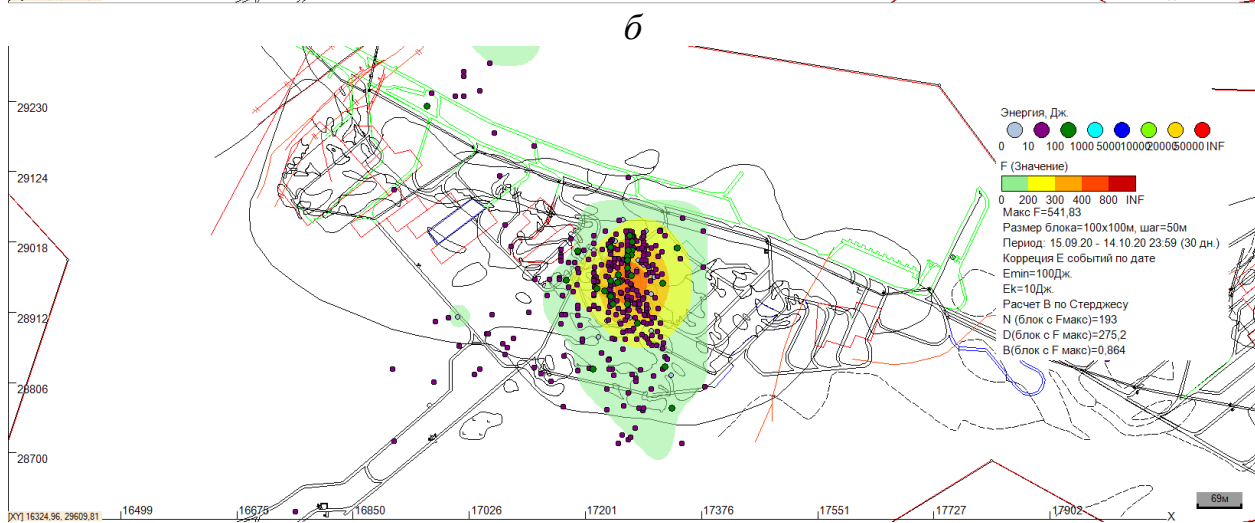 б
Энергия, Дж.
0 10 100 1000 5000 10000 20000 50000 INF
F (Значение)
0 200 300 400 800 INF
Макс F=541,83
Размер блока=100x100м, шаг=50м
Период: 15.09.20 - 14.10.20 23:59 (30 дн.)
Корреция Е событий по дате
Emin=100Дж.
Ek=10Дж.
Расчет B по Стерджесу
N (блок с Fмакс)=193
D(блок с F макс)=275,2
B(блок с F макс)=0,864
29230
29124
29018
28912
28806
28700
69м
[XY] 16324,96, 29609,81
16499 16675 16850 17026 17201 17376 17551 17727 17902 X